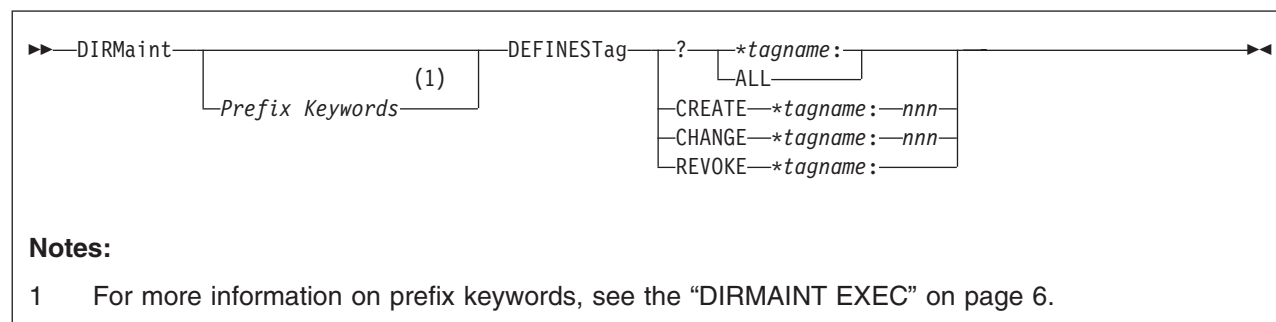 DIRMaint DEFINESTag ? *tagname:
(1) ALL
Prefix Keywords CREATE *tagname: nnn
CHANGE *tagname: nnn
REVOKE *tagname:
Notes:
1 For more information on prefix keywords, see the “DIRMAINT EXEC” on page 6.